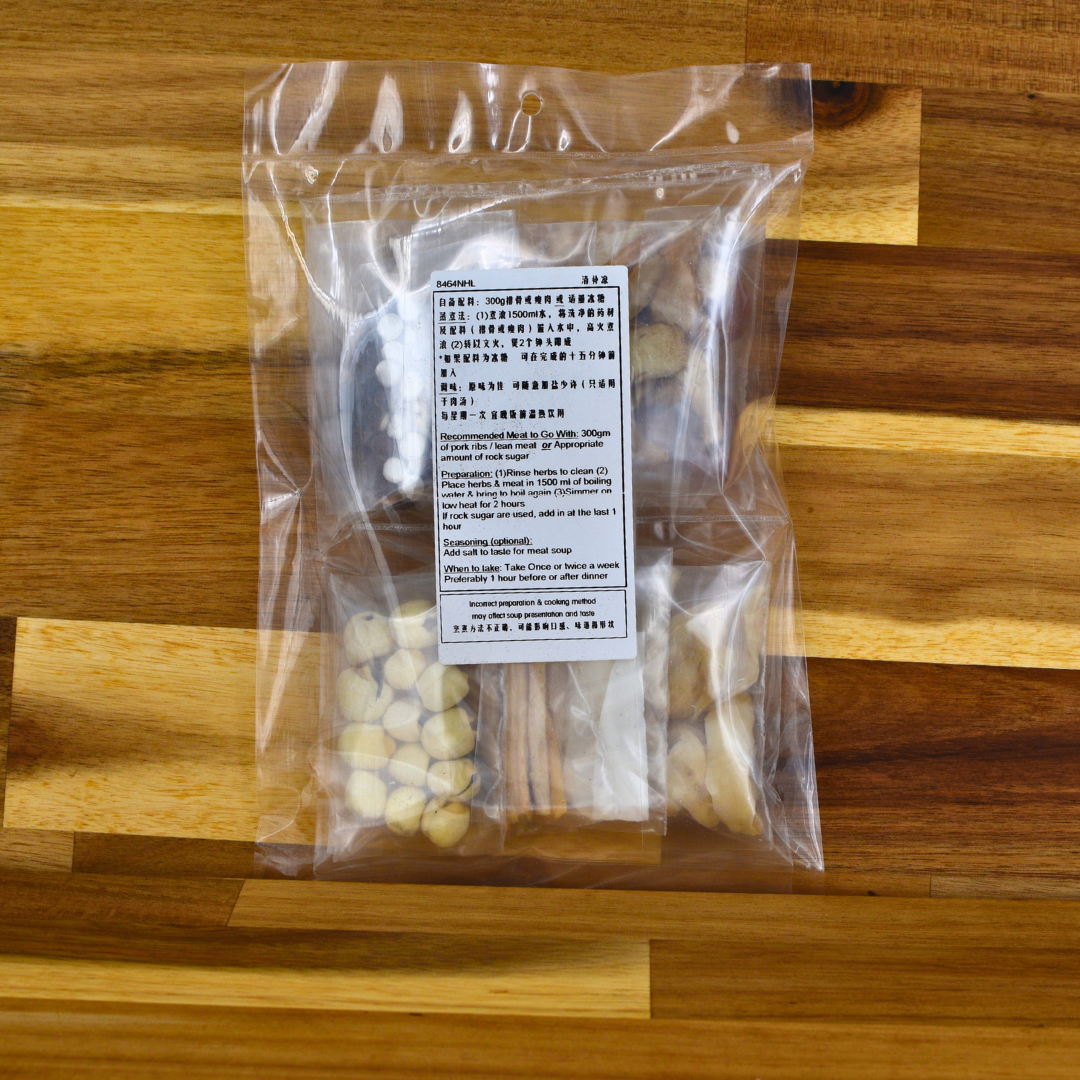 8464NHL 清补凉
自备配料: 300g排骨或瘦肉 或 适量冰糖
蒸煮法: (1)煮滚1500ml水, 将洗净的药材
及配料 ( 排骨或瘦肉 ) 置入水中, 高火煮
滚 (2)转以文火, 煲2个钟头即成
*如果配料为冰糖 可在完成的十五分钟前
加入
调味: 原味为佳 可随意加盐少许 ( 只适用
于肉汤 )
每星期一次 宜晚饭前温热饮用
Recommended Meat to Go With: 300gm
of pork ribs / lean meat or Appropriate
amount of rock sugar
Preparation: (1)Rinse herbs to clean (2)
Place herbs & meat in 1500 ml of boiling
water & bring to boil again (3)Simmer on
low heat for 2 hours
If rock sugar are used, add in at the last 1
hour
Seasoning (optional):
Add salt to taste for meat soup
When to take: Take Once or twice a week
Preferably 1 hour before or after dinner
Incorrect preparation & cooking method
may affect soup presentation and taste
烹煮方法不正确, 可能影响口感、味道和形状